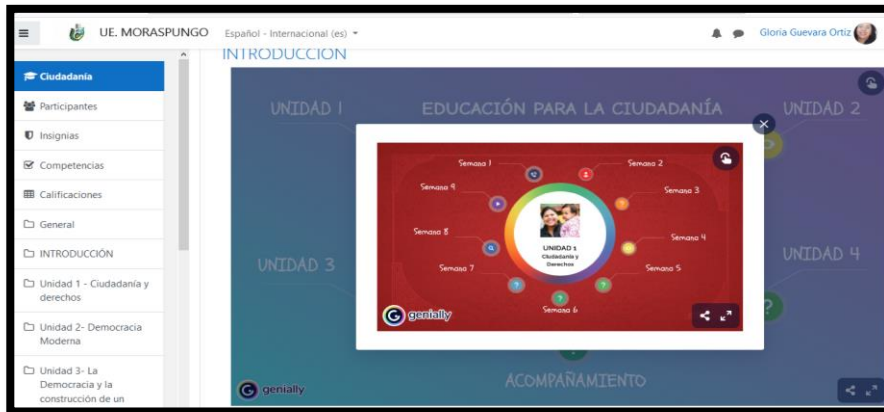 UE. MORASPUNGO
Español - Internacional (es)
Gloria Guevara Ortiz
Ciudadanía
Participantes
Insignias
Competencias
Calificaciones
General
INTRODUCCIÓN
Unidad 1 - Ciudadanía y
derechos
Unidad 2- Democracia
Moderna
Unidad 3- La
Democracia y la
construcción de un
INTRODUCCIÓN
UNIDAD 1
EDUCACIÓN PARA LA CIUDADANÍA
UNIDAD 2
Semana 1
Semana 2
Semana 9
Semana 3
Semana 8
Semana 4
Semana 7
Semana 5
Semana 6
UNIDAD 1
Ciudadanía y
Derechos
genially
UNIDAD 3
UNIDAD 4
ACOMPAÑAMIENTO
genially